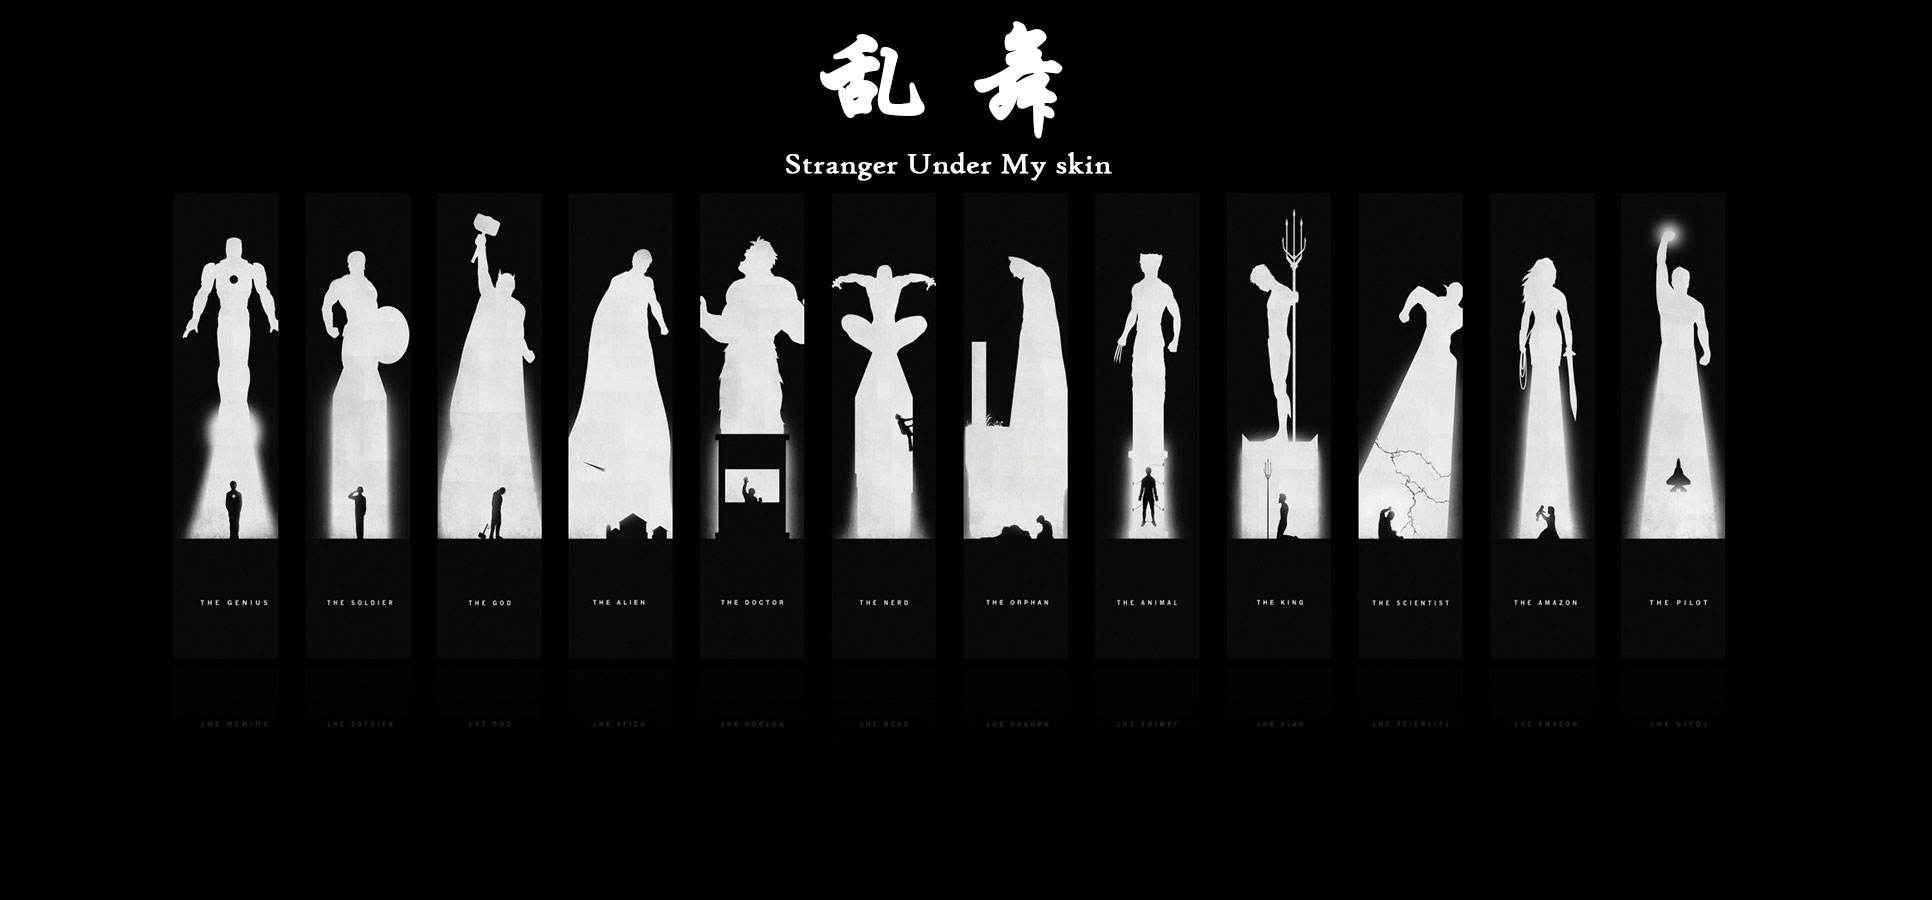 乱 舞
Stranger Under My skin
THE GENIUS
THE SOLDIER
THE GOD
THE ALIEN
THE DOCTOR
THE NERD
THE ORPHAN
THE ANIMAL
THE KING
THE SCIENTIST
THE AMAZON
THE PILOT